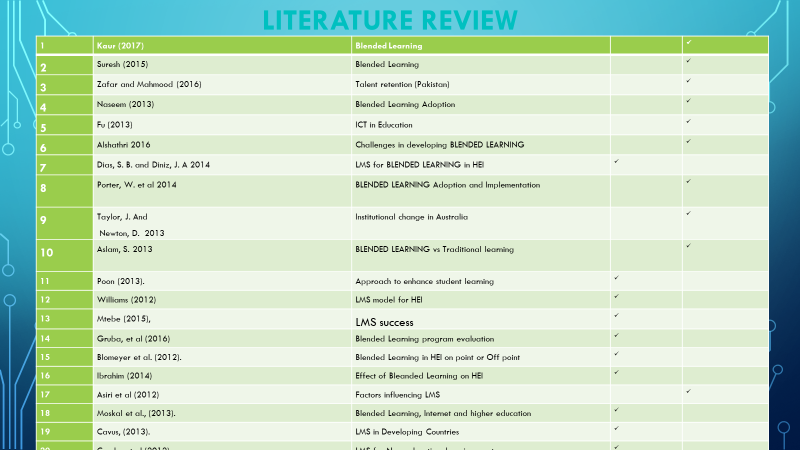 LITERATURE REVIEW
1 Kaur (2017) Blended Learning ✓
2 Suresh (2015) Blended Learning ✓
3 Zafar and Mahmood (2016) Talent retention (Pakistan) ✓
4 Naseem (2013) Blended Learning Adoption ✓
5 Fu (2013) ICT in Education ✓
6 Alshathri 2016 Challenges in developing BLENDED LEARNING ✓
7 Dias, S. B. and Diniz, J. A 2014 LMS for BLENDED LEARNING in HEI ✓
8 Porter, W. et al 2014 BLENDED LEARNING Adoption and Implementation ✓
9 Taylor, J. And Institutional change in Australia ✓
Newton, D. 2013
10 Aslam, S. 2013 BLENDED LEARNING vs Traditional learning ✓
11 Poon (2013). Approach to enhance student learning ✓
12 Williams (2012) LMS model for HEI ✓
13 Mtebe (2015), LMS success ✓
14 Gruba, et al (2016) Blended Learning program evaluation ✓
15 Blomeyer et al. (2012). Blended Learning in HEI on point or Off point ✓
16 Ibrahim (2014) Effect of Bleanded Learning on HEI ✓
17 Asiri et al (2012) Factors influencing LMS ✓
18 Moskal et al., (2013). Blended Learning, Internet and higher education ✓
19 Cavus, (2013). LMS in Developing Countries ✓